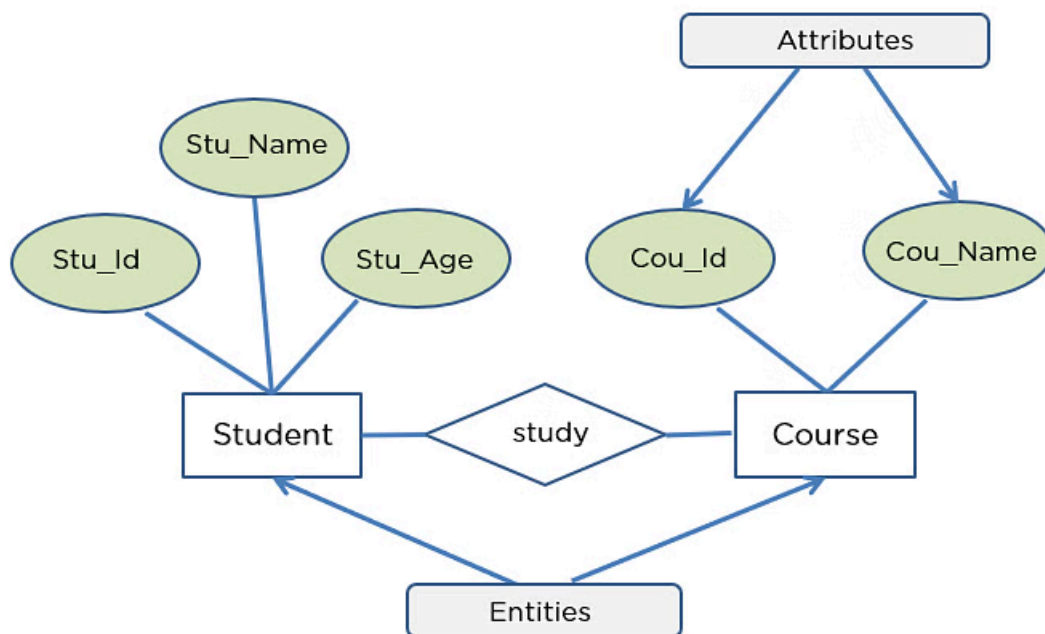 Attributes
Stu_Name
Stu_Id
Stu_Age
Cou_Id
Cou_Name
Student
study
Course
Entities